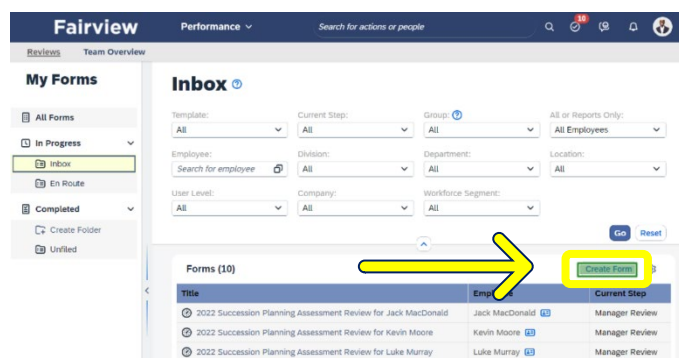 Fairview Performance Search for actions or people 10
Reviews Team Overview
My Forms
All Forms
In Progress
Inbox
En Route
Completed
Create Folder
Unfiled
Inbox ?
Template: Current Step: Group: ? All or Reports Only:
All All All All Employees
Employee: Division: Department: Location:
Search for employee All All All
User Level: Company: Workforce Segment:
All All All
Go Reset
Forms (10) Create Form
Title Current Step
2022 Succession Planning Assessment Review for Jack MacDonald Jack MacDonald Manager Review
2022 Succession Planning Assessment Review for Kevin Moore Kevin Moore Manager Review
2022 Succession Planning Assessment Review for Luke Murray Luke Murray Manager Review